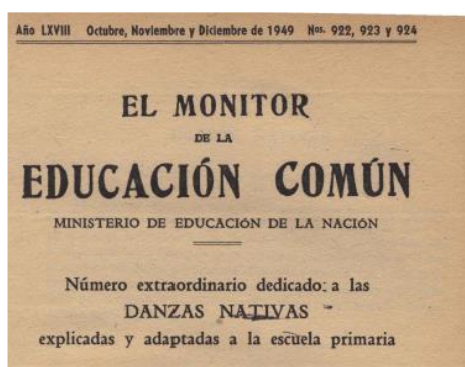 Año LXVIII Octubre, Noviembre y Diciembre de 1949 Nos. 922, 923 y 924
EL MONITOR
DE LA
EDUCACIÓN COMÚN
MINISTERIO DE EDUCACIÓN DE LA NACIÓN
Número extraordinario dedicado: a las
DANZAS NATIVAS
explicadas y adaptadas a la escuela primaria